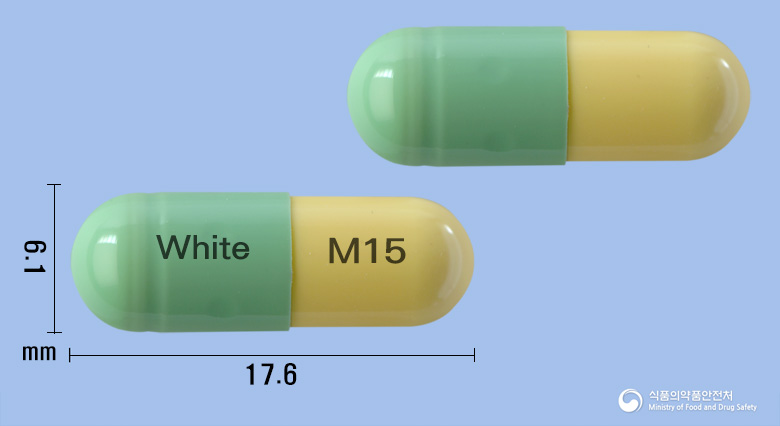 White M15
6.1
mm
17.6
식품의약품안전처
Ministry of Food and Drug Safety